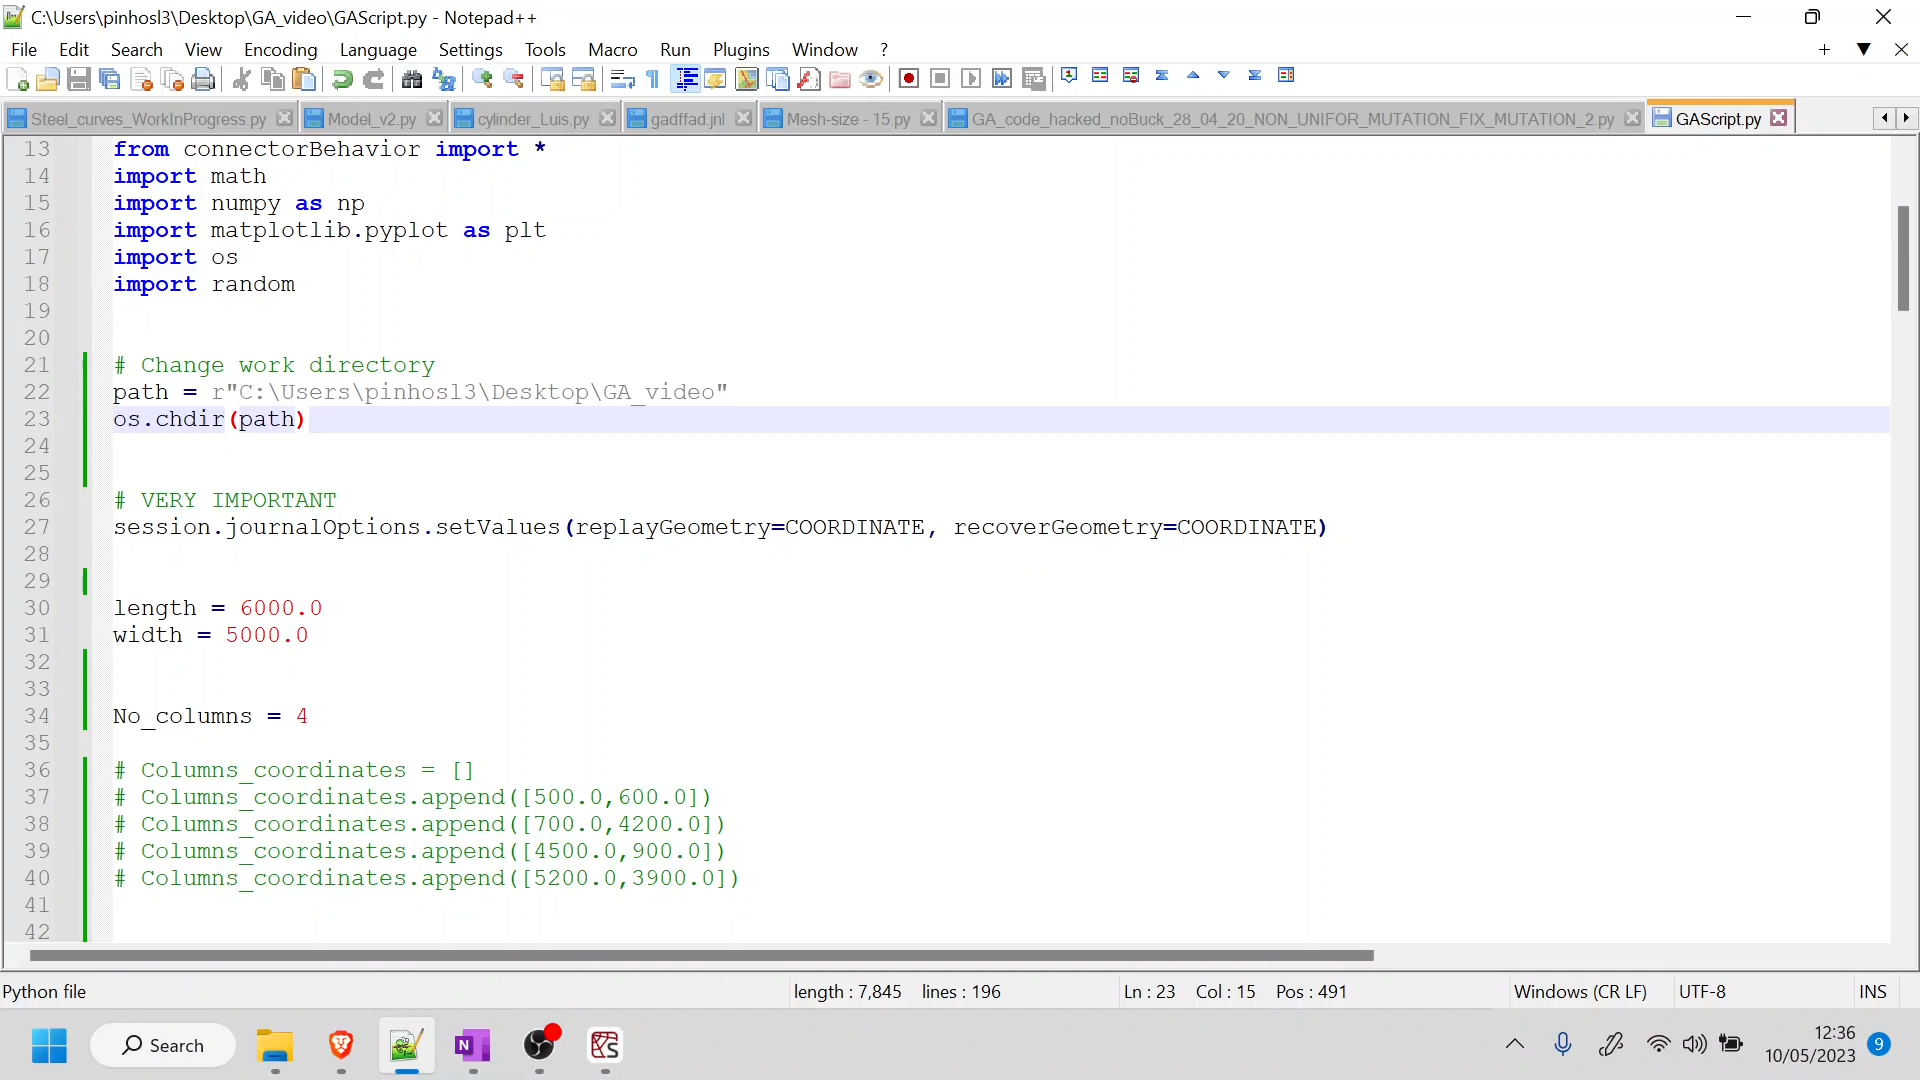 C:\Users\pinhosl3\Desktop\GA_video\GAScript.py - Notepad++
File Edit Search View Encoding Language Settings Tools Macro Run Plugins Window ?
Steel_curves_WorkInProgress.py Model_v2.py cylinder_Luis.py gadffad.jnl Mesh-size - 15.py GA_code_hacked_noBuck_28_04_20_NON_UNIFOR_MUTATION_FIX_MUTATION_2.py GAScript.py
13 from connectorBehavior import *
14 import math
15 import numpy as np
16 import matplotlib.pyplot as plt
17 import os
18 import random
19
20
21 # Change work directory
22 path = r"C:\Users\pinhosl3\Desktop\GA_video"
23 os.chdir(path)
24
25
26 # VERY IMPORTANT
27 session.journalOptions.setValues(replayGeometry=COORDINATE, recoverGeometry=COORDINATE)
28
29
30 length = 6000.0
31 width = 5000.0
32
33
34 No_columns = 4
35
36 # Columns_coordinates = []
37 # Columns_coordinates.append([500.0,600.0])
38 # Columns_coordinates.append([700.0,4200.0])
39 # Columns_coordinates.append([4500.0,900.0])
40 # Columns_coordinates.append([5200.0,3900.0])
41
42
Python file length : 7,845 lines : 196 Ln : 23 Col : 15 Pos : 491 Windows (CR LF) UTF-8 INS
Search 12:36
10/05/2023 9